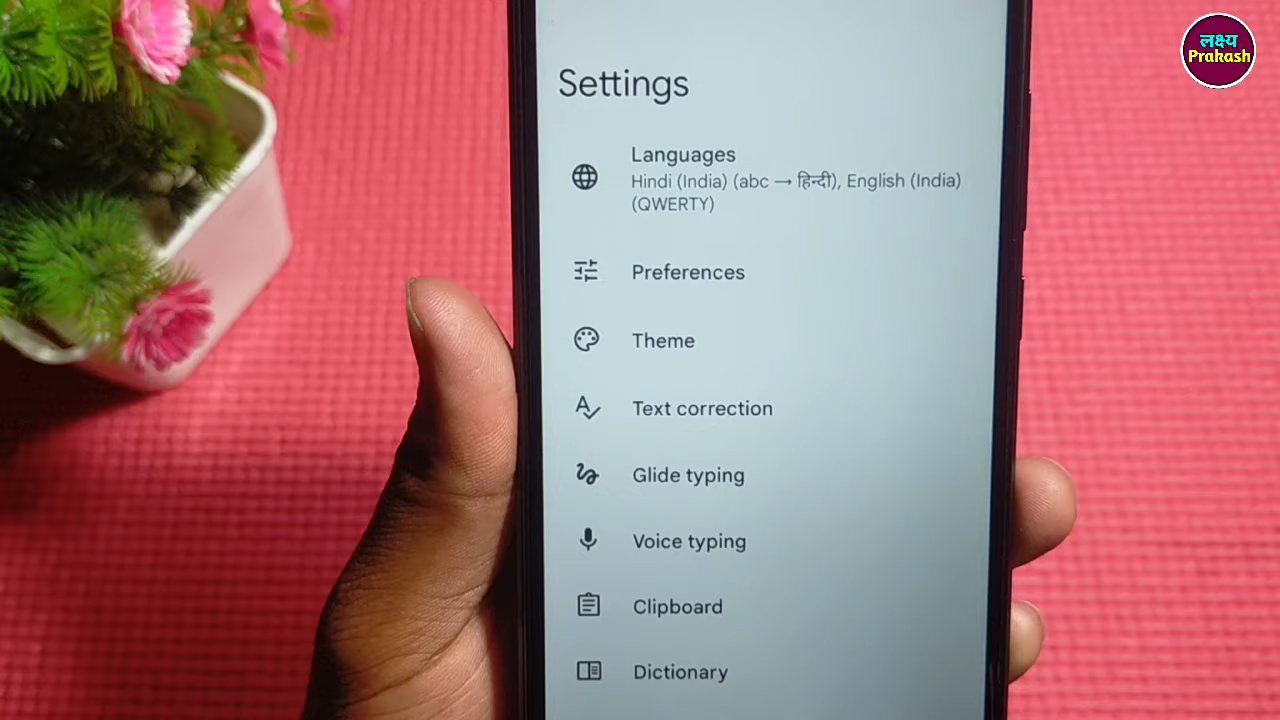 लक्ष्य
Prakash
Settings
Languages
Hindi (India) (abc → हिन्दी), English (India)
(QWERTY)
Preferences
Theme
Text correction
Glide typing
Voice typing
Clipboard
Dictionary